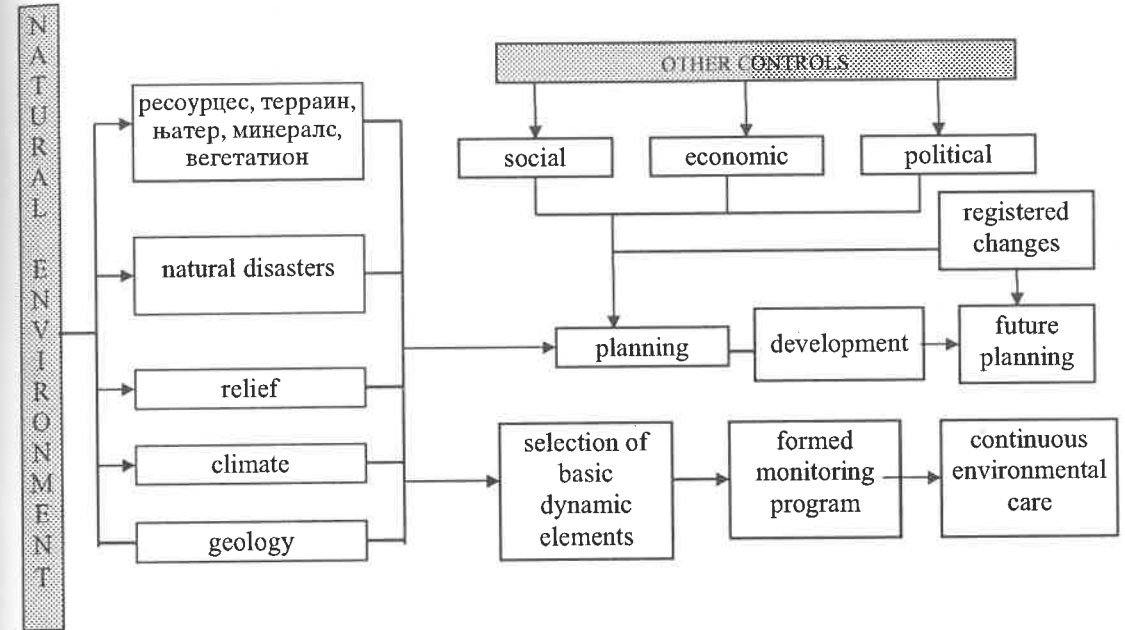 NATURAL ENVIRONMENT
OTHER CONTROLS
ресоурцес, терраин,
њатер, минералс,
вегетатион
social
economic
political
registered
changes
natural disasters
planning
development
future
planning
relief
climate
geology
selection of
basic
dynamic
elements
formed
monitoring
program
continuous
environmental
care